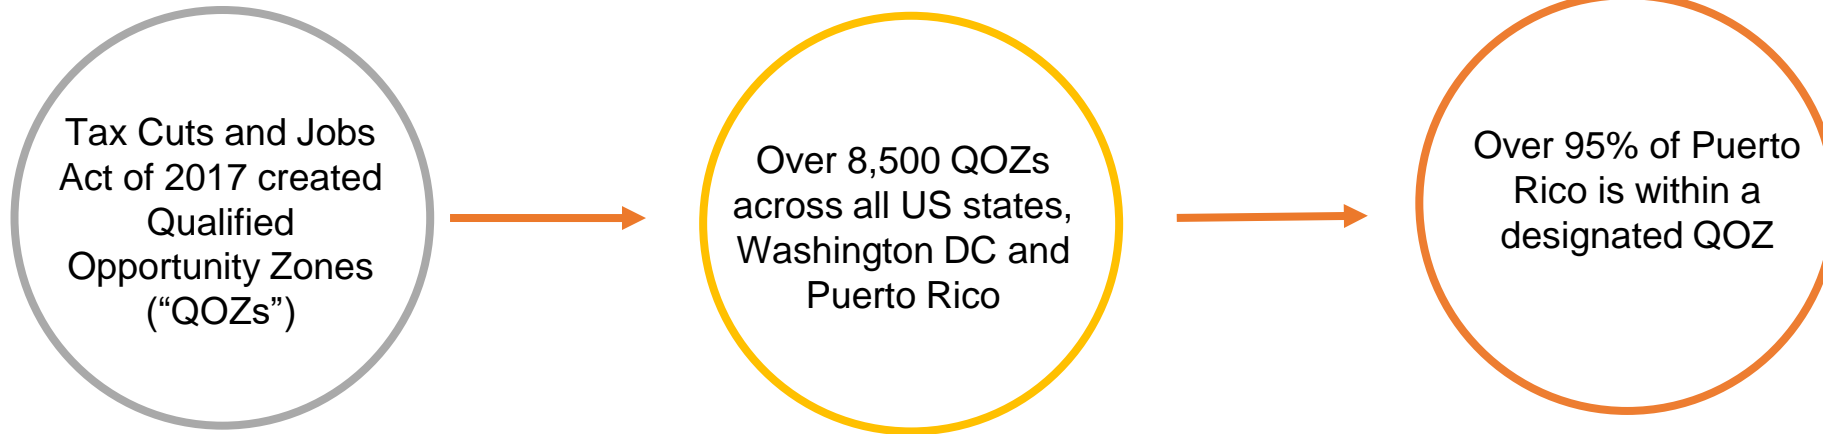 Tax Cuts and Jobs
Act of 2017 created
Qualified
Opportunity Zones
(“QOZs”)
Over 8,500 QOZs
across all US states,
Washington DC and
Puerto Rico
Over 95% of Puerto
Rico is within a
designated QOZ